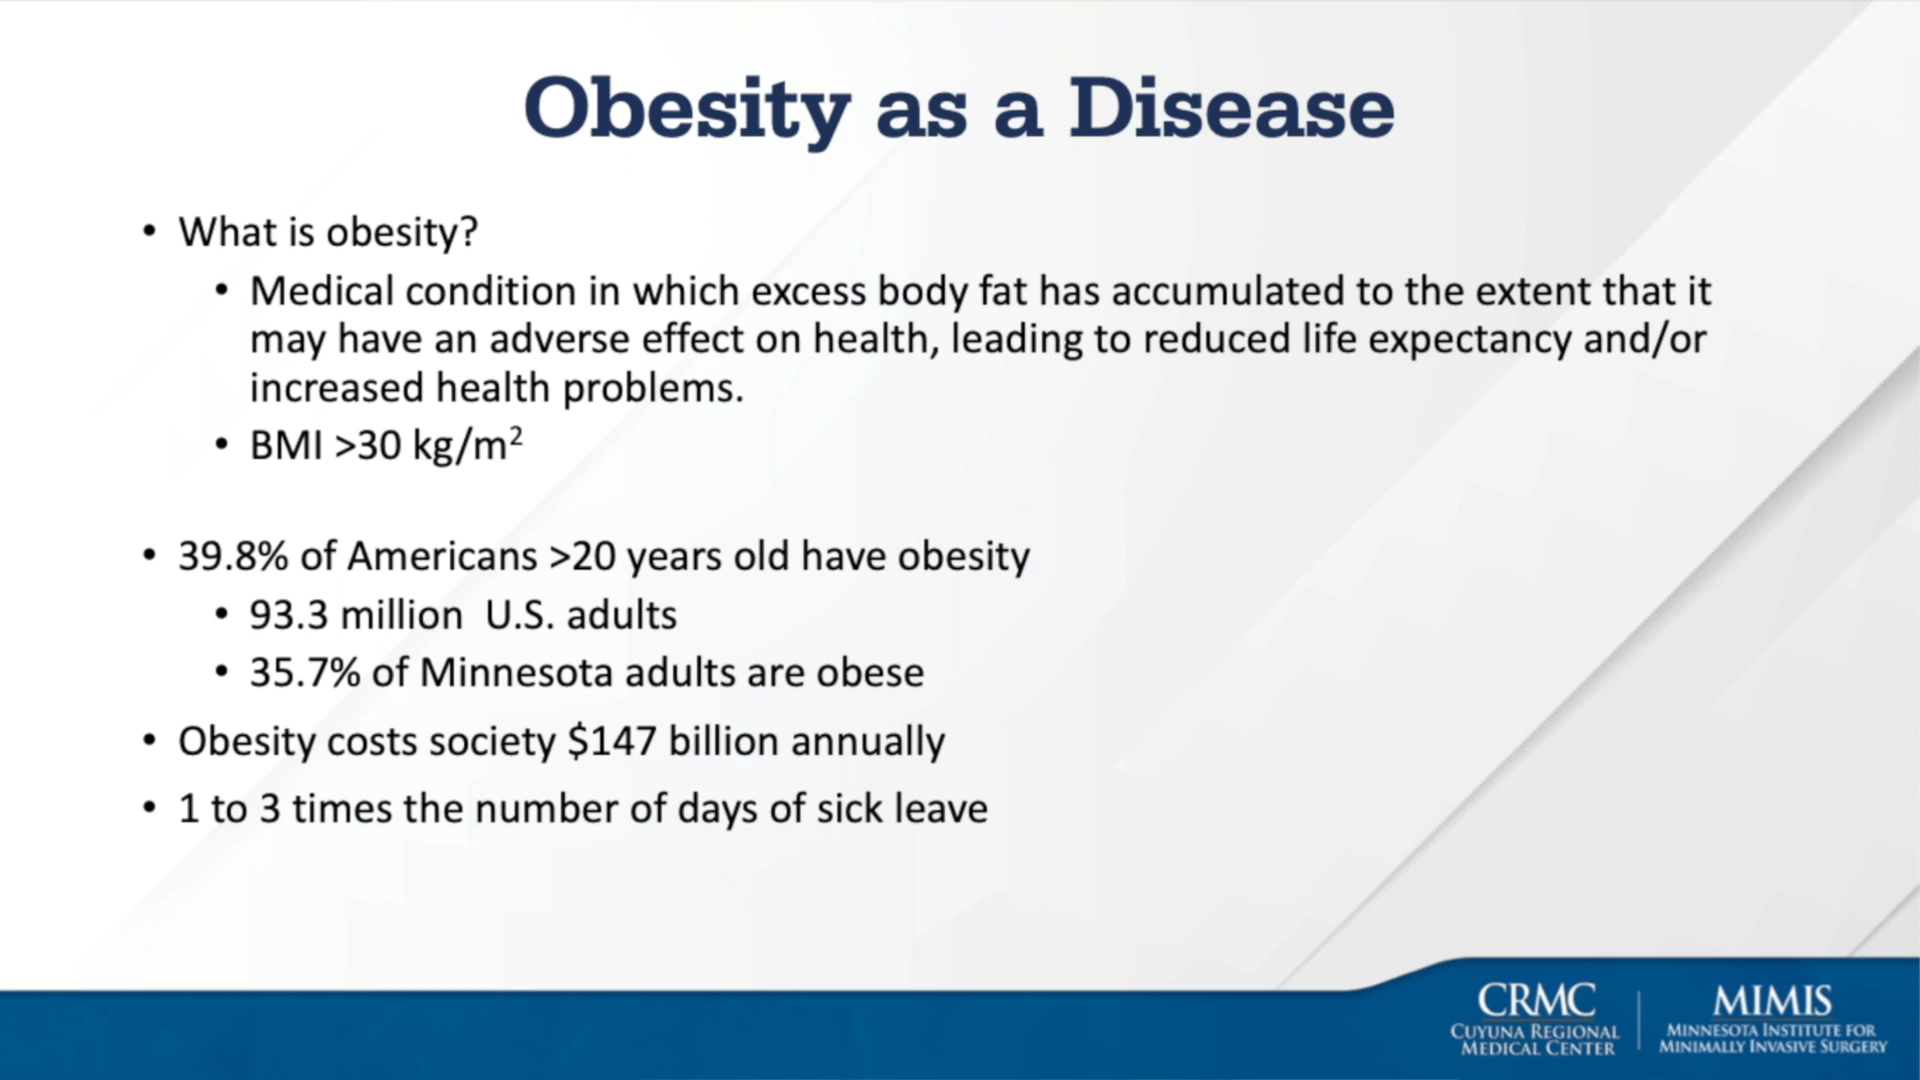 Obesity as a Disease
• What is obesity?
• Medical condition in which excess body fat has accumulated to the extent that it
may have an adverse effect on health, leading to reduced life expectancy and/or
increased health problems.
• BMI >30 kg/m²
• 39.8% of Americans >20 years old have obesity
• 93.3 million  U.S. adults
• 35.7% of Minnesota adults are obese
• Obesity costs society $147 billion annually
• 1 to 3 times the number of days of sick leave
CRMC
CUYUNA REGIONAL
MEDICAL CENTER
MIMIS
MINNESOTA INSTITUTE FOR
MINIMALLY INVASIVE SURGERY